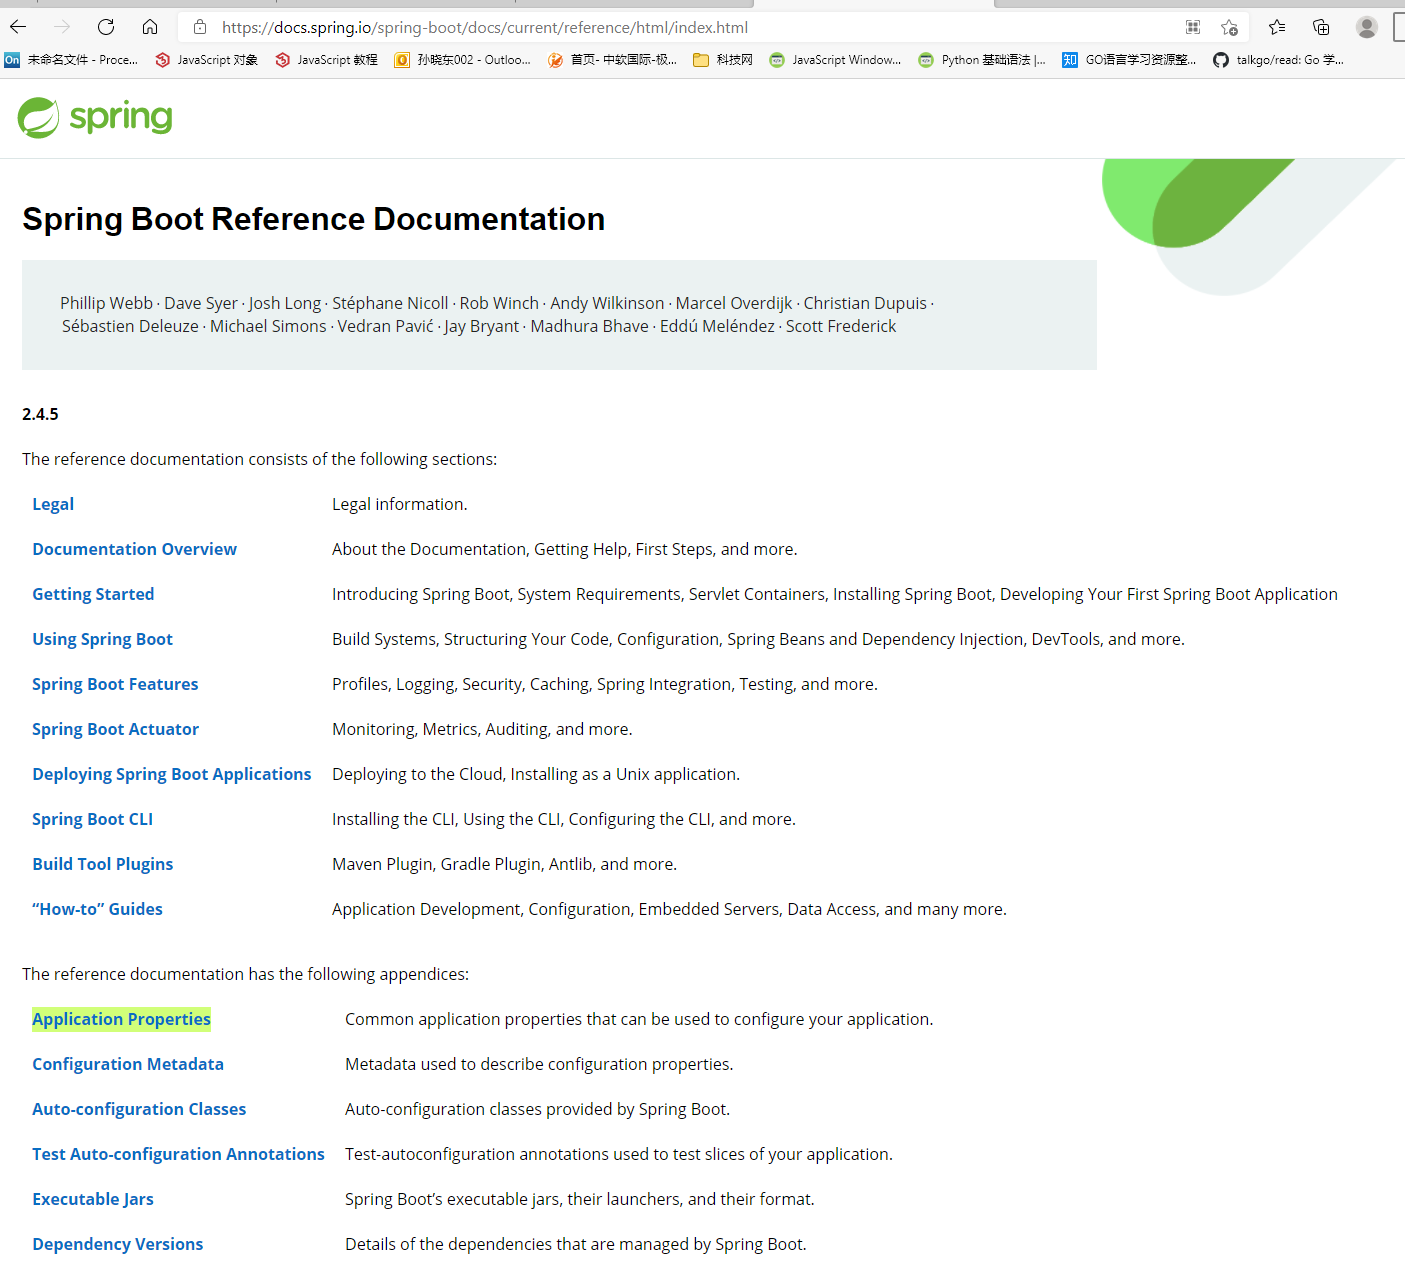 https://docs.spring.io/spring-boot/docs/current/reference/html/index.html
On 未命名文件 - Proce... JavaScript 对象 JavaScript 教程 孙晓东002 - Outloo... 首页- 中软国际-极... 科技网 JavaScript Window... Python 基础语法 |... 知 GO语言学习资源整... talkgo/read: Go 学...
spring
Spring Boot Reference Documentation
Phillip Webb · Dave Syer · Josh Long · Stéphane Nicoll · Rob Winch · Andy Wilkinson · Marcel Overdijk · Christian Dupuis ·
Sébastien Deleuze · Michael Simons · Vedran Pavić · Jay Bryant · Madhura Bhave · Eddú Meléndez · Scott Frederick
2.4.5
The reference documentation consists of the following sections:
Legal Legal information.
Documentation Overview About the Documentation, Getting Help, First Steps, and more.
Getting Started Introducing Spring Boot, System Requirements, Servlet Containers, Installing Spring Boot, Developing Your First Spring Boot Application
Using Spring Boot Build Systems, Structuring Your Code, Configuration, Spring Beans and Dependency Injection, DevTools, and more.
Spring Boot Features Profiles, Logging, Security, Caching, Spring Integration, Testing, and more.
Spring Boot Actuator Monitoring, Metrics, Auditing, and more.
Deploying Spring Boot Applications Deploying to the Cloud, Installing as a Unix application.
Spring Boot CLI Installing the CLI, Using the CLI, Configuring the CLI, and more.
Build Tool Plugins Maven Plugin, Gradle Plugin, Antlib, and more.
“How-to” Guides Application Development, Configuration, Embedded Servers, Data Access, and many more.
The reference documentation has the following appendices:
Application Properties Common application properties that can be used to configure your application.
Configuration Metadata Metadata used to describe configuration properties.
Auto-configuration Classes Auto-configuration classes provided by Spring Boot.
Test Auto-configuration Annotations Test-autoconfiguration annotations used to test slices of your application.
Executable Jars Spring Boot’s executable jars, their launchers, and their format.
Dependency Versions Details of the dependencies that are managed by Spring Boot.